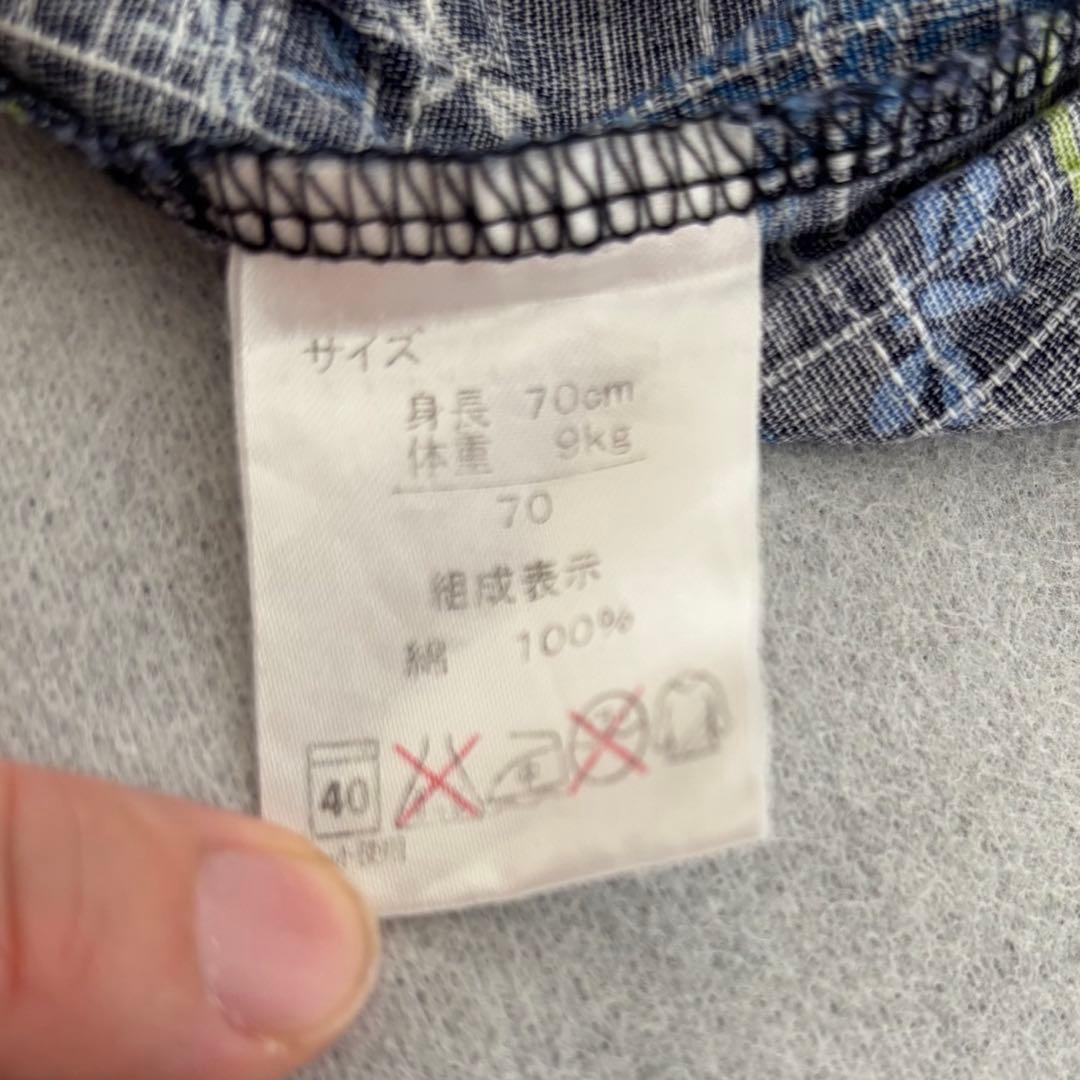 サイズ
身長 70cm
体重 9kg
70
組成表示
綿 100%
40